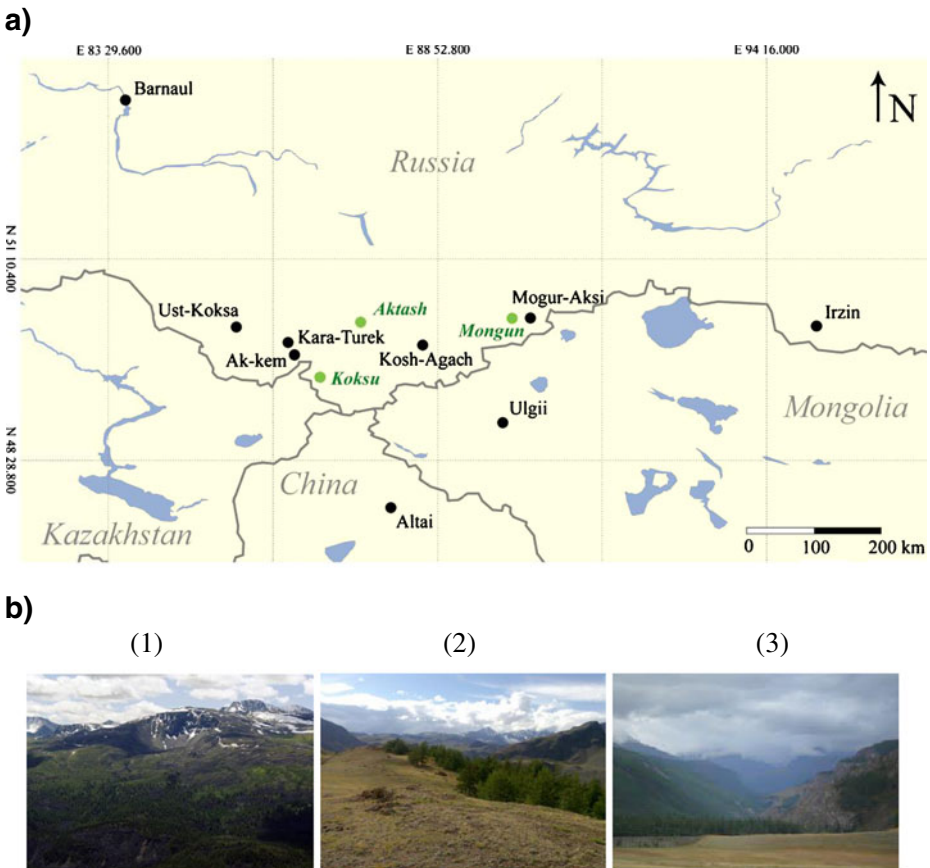 a)
E 83 29.600 E 88 52.800 E 94 16.000
Barnaul
N
Russia
N 51 10.400
Ust-Koksa
Aktash
Mogur-Aksi
Irzin
Kara-Turek
Mongun
Ak-kem
Kosh-Agach
Koksu
Ulgii
Mongolia
N 48 28.800
China
Altai
Kazakhstan
0 100 200 km
b)
(1) (2) (3)